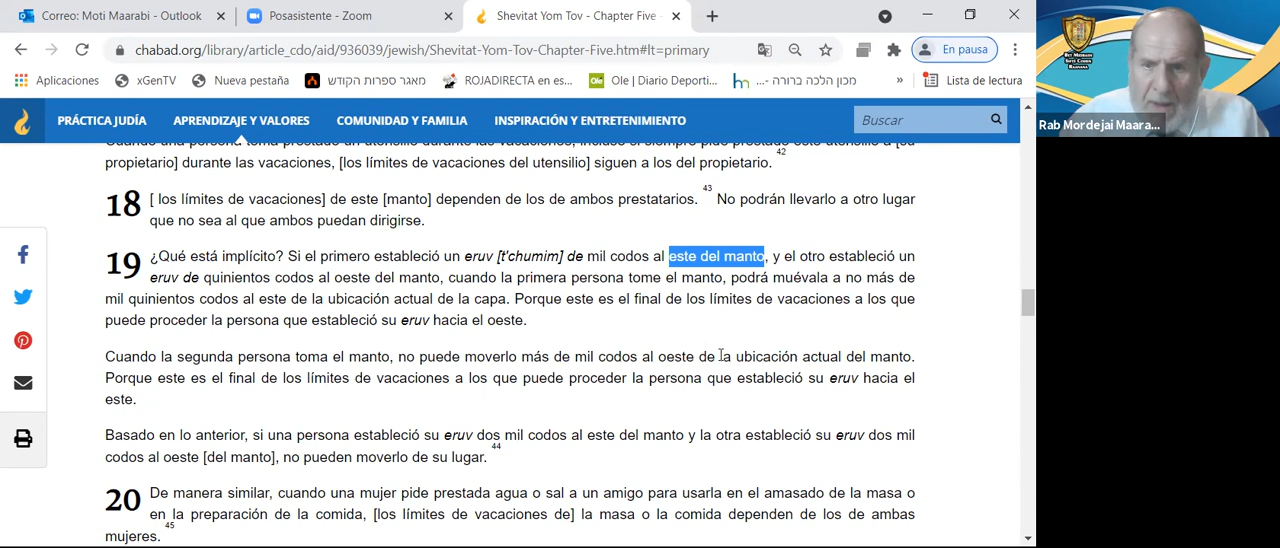 Correo: Moti Maarabi - Outlook
Posasistente - Zoom
Shevitat Yom Tov - Chapter Five -
chabad.org/library/article_cdo/aid/936039/jewish/Shevitat-Yom-Tov-Chapter-Five.htm#lt=primary
En pausa
Aplicaciones
xGenTV
Nueva pestaña
מאגר ספרות הקודש
ROJADIRECTA en es...
Ole
Ole | Diario Deporti...
hm
מכון הלכה ברורה -...
»
Lista de lectura
PRÁCTICA JUDÍA
APRENDIZAJE Y VALORES
COMUNIDAD Y FAMILIA
INSPIRACIÓN Y ENTRETENIMIENTO
Buscar
propietario] durante las vacaciones, [los límites de vacaciones del utensilio] siguen a los del propietario. 42
18 [ los límites de vacaciones] de este [manto] dependen de los de ambos prestatarios. 43 No podrán llevarlo a otro lugar
que no sea al que ambos puedan dirigirse.
19 ¿Qué está implícito? Si el primero estableció un eruv [t'chumim] de mil codos al este del manto, y el otro estableció un
eruv de quinientos codos al oeste del manto, cuando la primera persona tome el manto, podrá muévala a no más de
mil quinientos codos al este de la ubicación actual de la capa. Porque este es el final de los límites de vacaciones a los que
puede proceder la persona que estableció su eruv hacia el oeste.
Cuando la segunda persona toma el manto, no puede moverlo más de mil codos al oeste de la ubicación actual del manto.
Porque este es el final de los límites de vacaciones a los que puede proceder la persona que estableció su eruv hacia el
este.
Basado en lo anterior, si una persona estableció su eruv dos mil codos al este del manto y la otra estableció su eruv dos mil
codos al oeste [del manto], no pueden moverlo de su lugar. 44
20 De manera similar, cuando una mujer pide prestada agua o sal a un amigo para usarla en el amasado de la masa o
en la preparación de la comida, [los límites de vacaciones de] la masa o la comida dependen de los de ambas
mujeres. 45
BET MIDRASH
RAANANA
Rab Mordejai Maara...